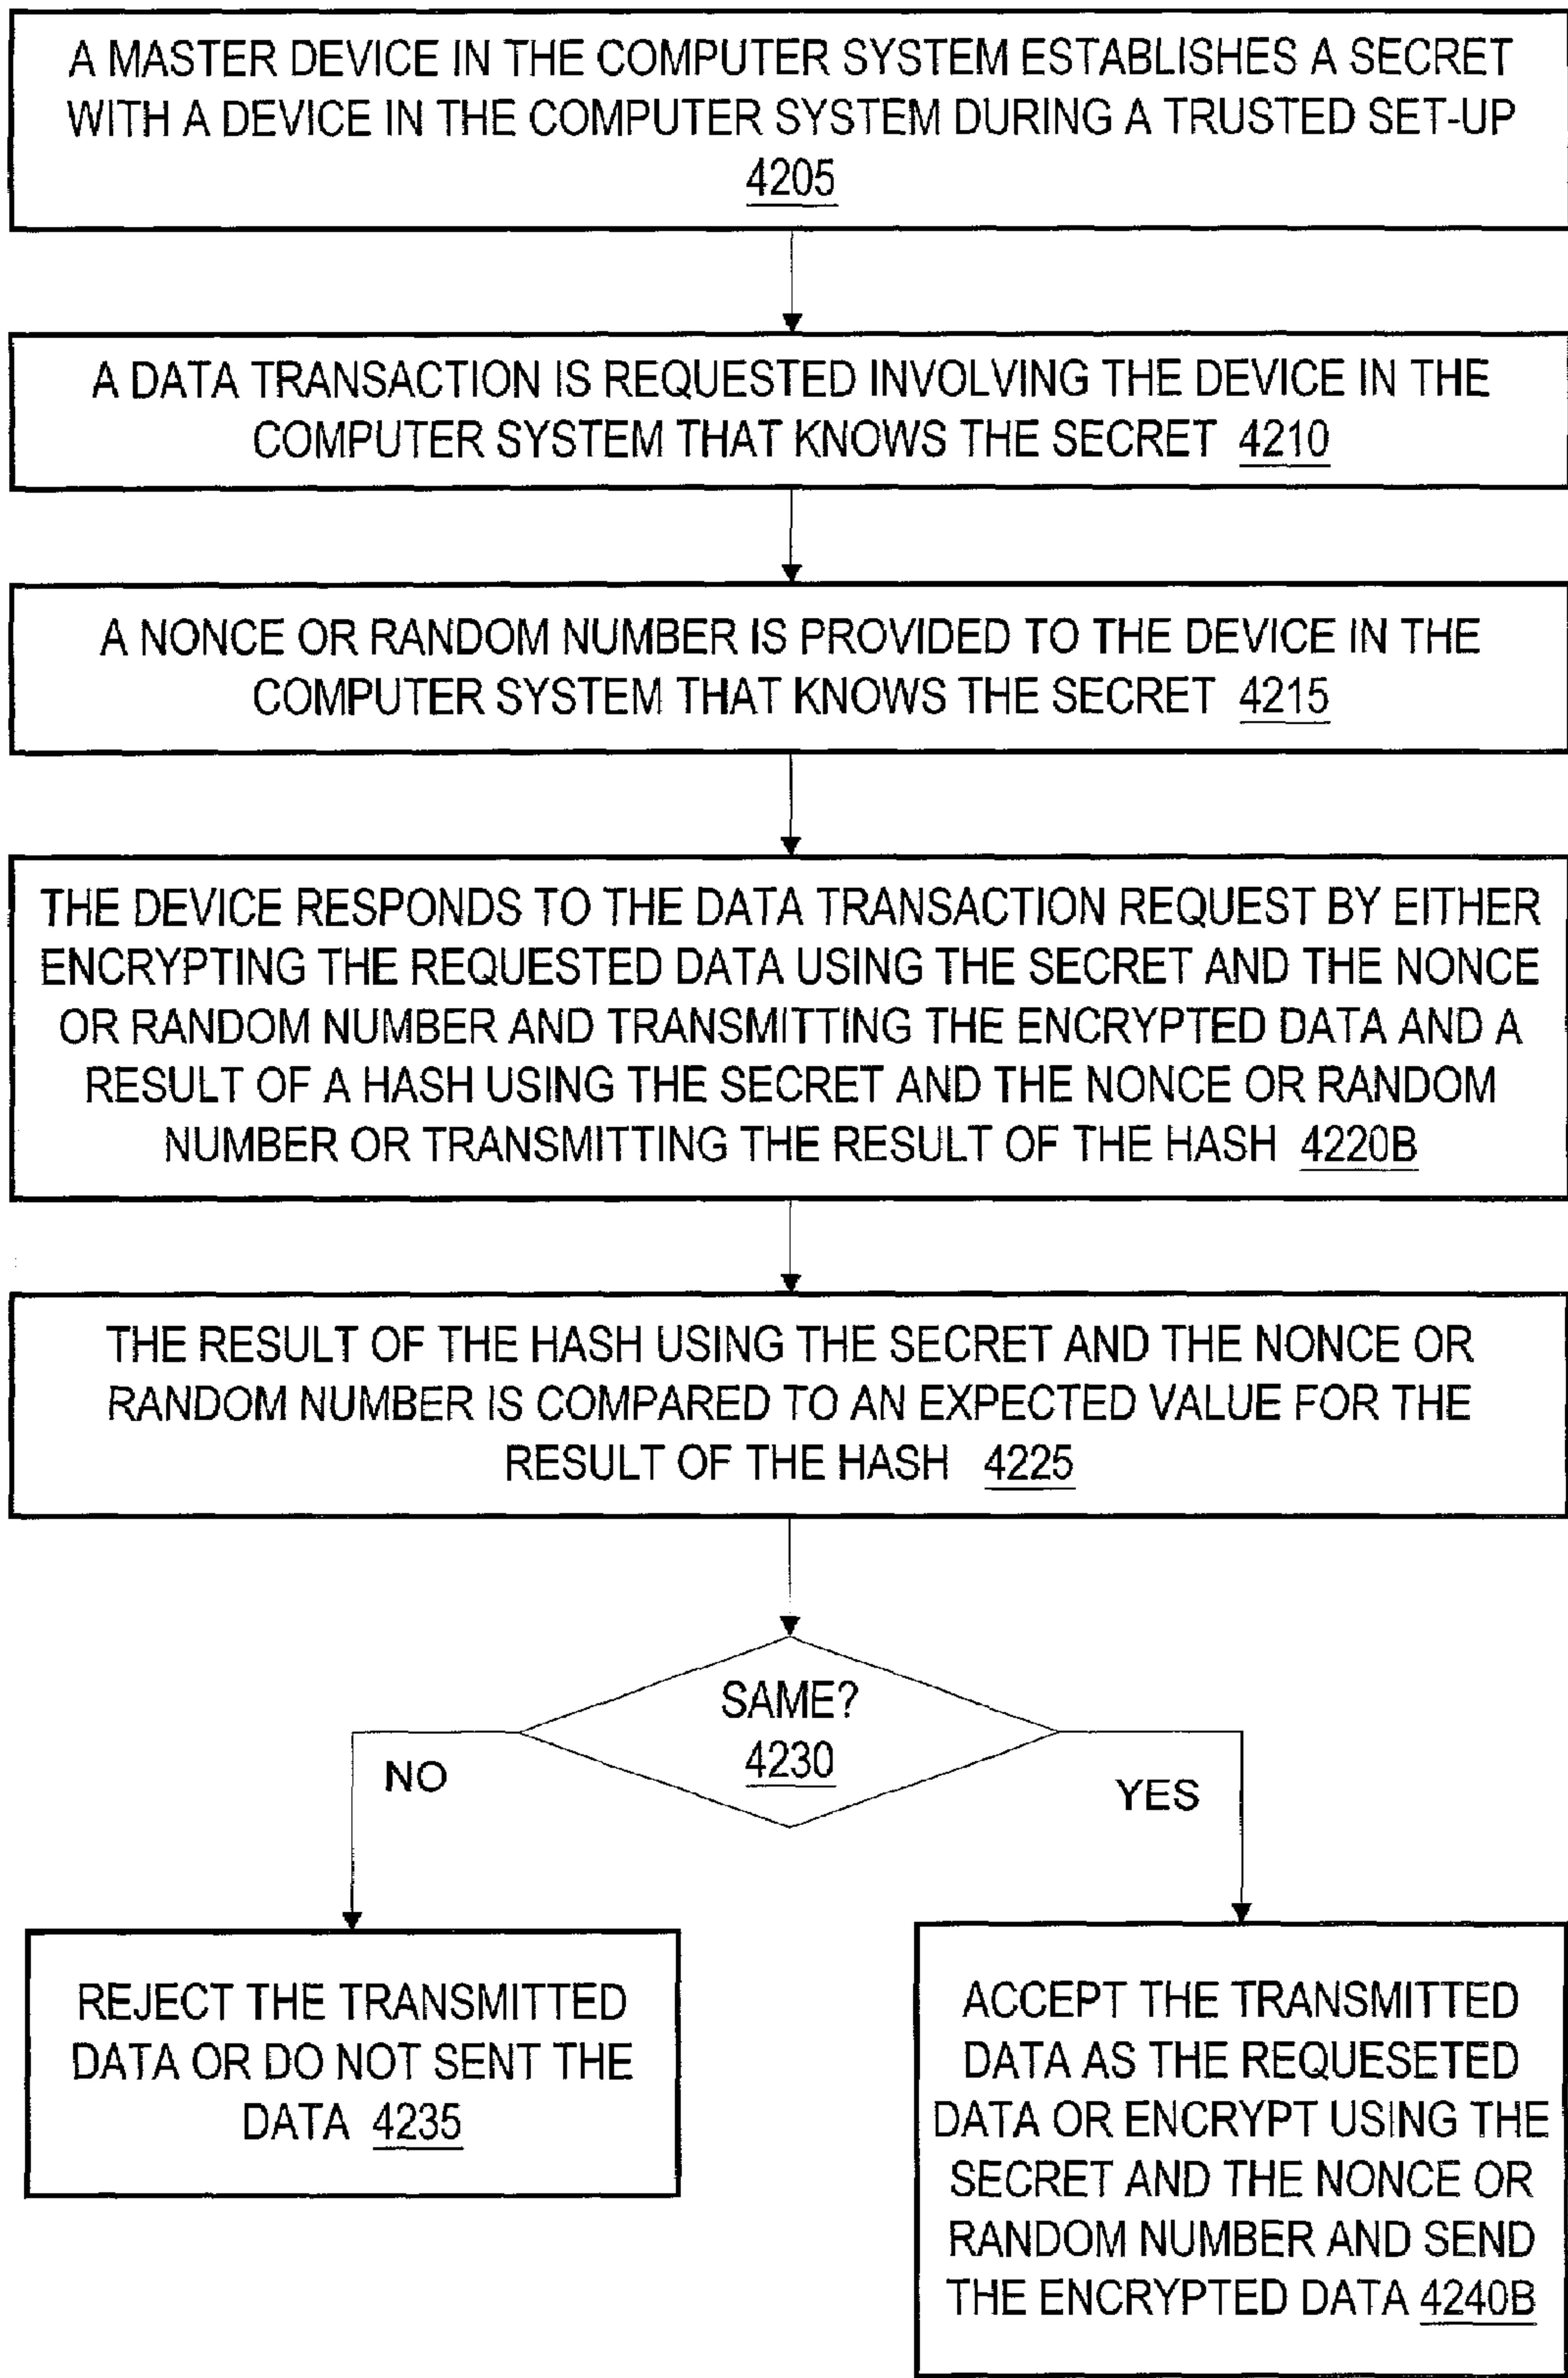 A MASTER DEVICE IN THE COMPUTER SYSTEM ESTABLISHES A SECRET
WITH A DEVICE IN THE COMPUTER SYSTEM DURING A TRUSTED SET-UP
4205
A DATA TRANSACTION IS REQUESTED INVOLVING THE DEVICE IN THE
COMPUTER SYSTEM THAT KNOWS THE SECRET 4210
A NONCE OR RANDOM NUMBER IS PROVIDED TO THE DEVICE IN THE
COMPUTER SYSTEM THAT KNOWS THE SECRET 4215
THE DEVICE RESPONDS TO THE DATA TRANSACTION REQUEST BY EITHER
ENCRYPTING THE REQUESTED DATA USING THE SECRET AND THE NONCE
OR RANDOM NUMBER AND TRANSMITTING THE ENCRYPTED DATA AND A
RESULT OF A HASH USING THE SECRET AND THE NONCE OR RANDOM
NUMBER OR TRANSMITTING THE RESULT OF THE HASH 4220B
THE RESULT OF THE HASH USING THE SECRET AND THE NONCE OR
RANDOM NUMBER IS COMPARED TO AN EXPECTED VALUE FOR THE
RESULT OF THE HASH 4225
SAME?
4230
NO
YES
REJECT THE TRANSMITTED
DATA OR DO NOT SENT THE
DATA 4235
ACCEPT THE TRANSMITTED
DATA AS THE REQUESETED
DATA OR ENCRYPT USING THE
SECRET AND THE NONCE OR
RANDOM NUMBER AND SEND
THE ENCRYPTED DATA 4240B